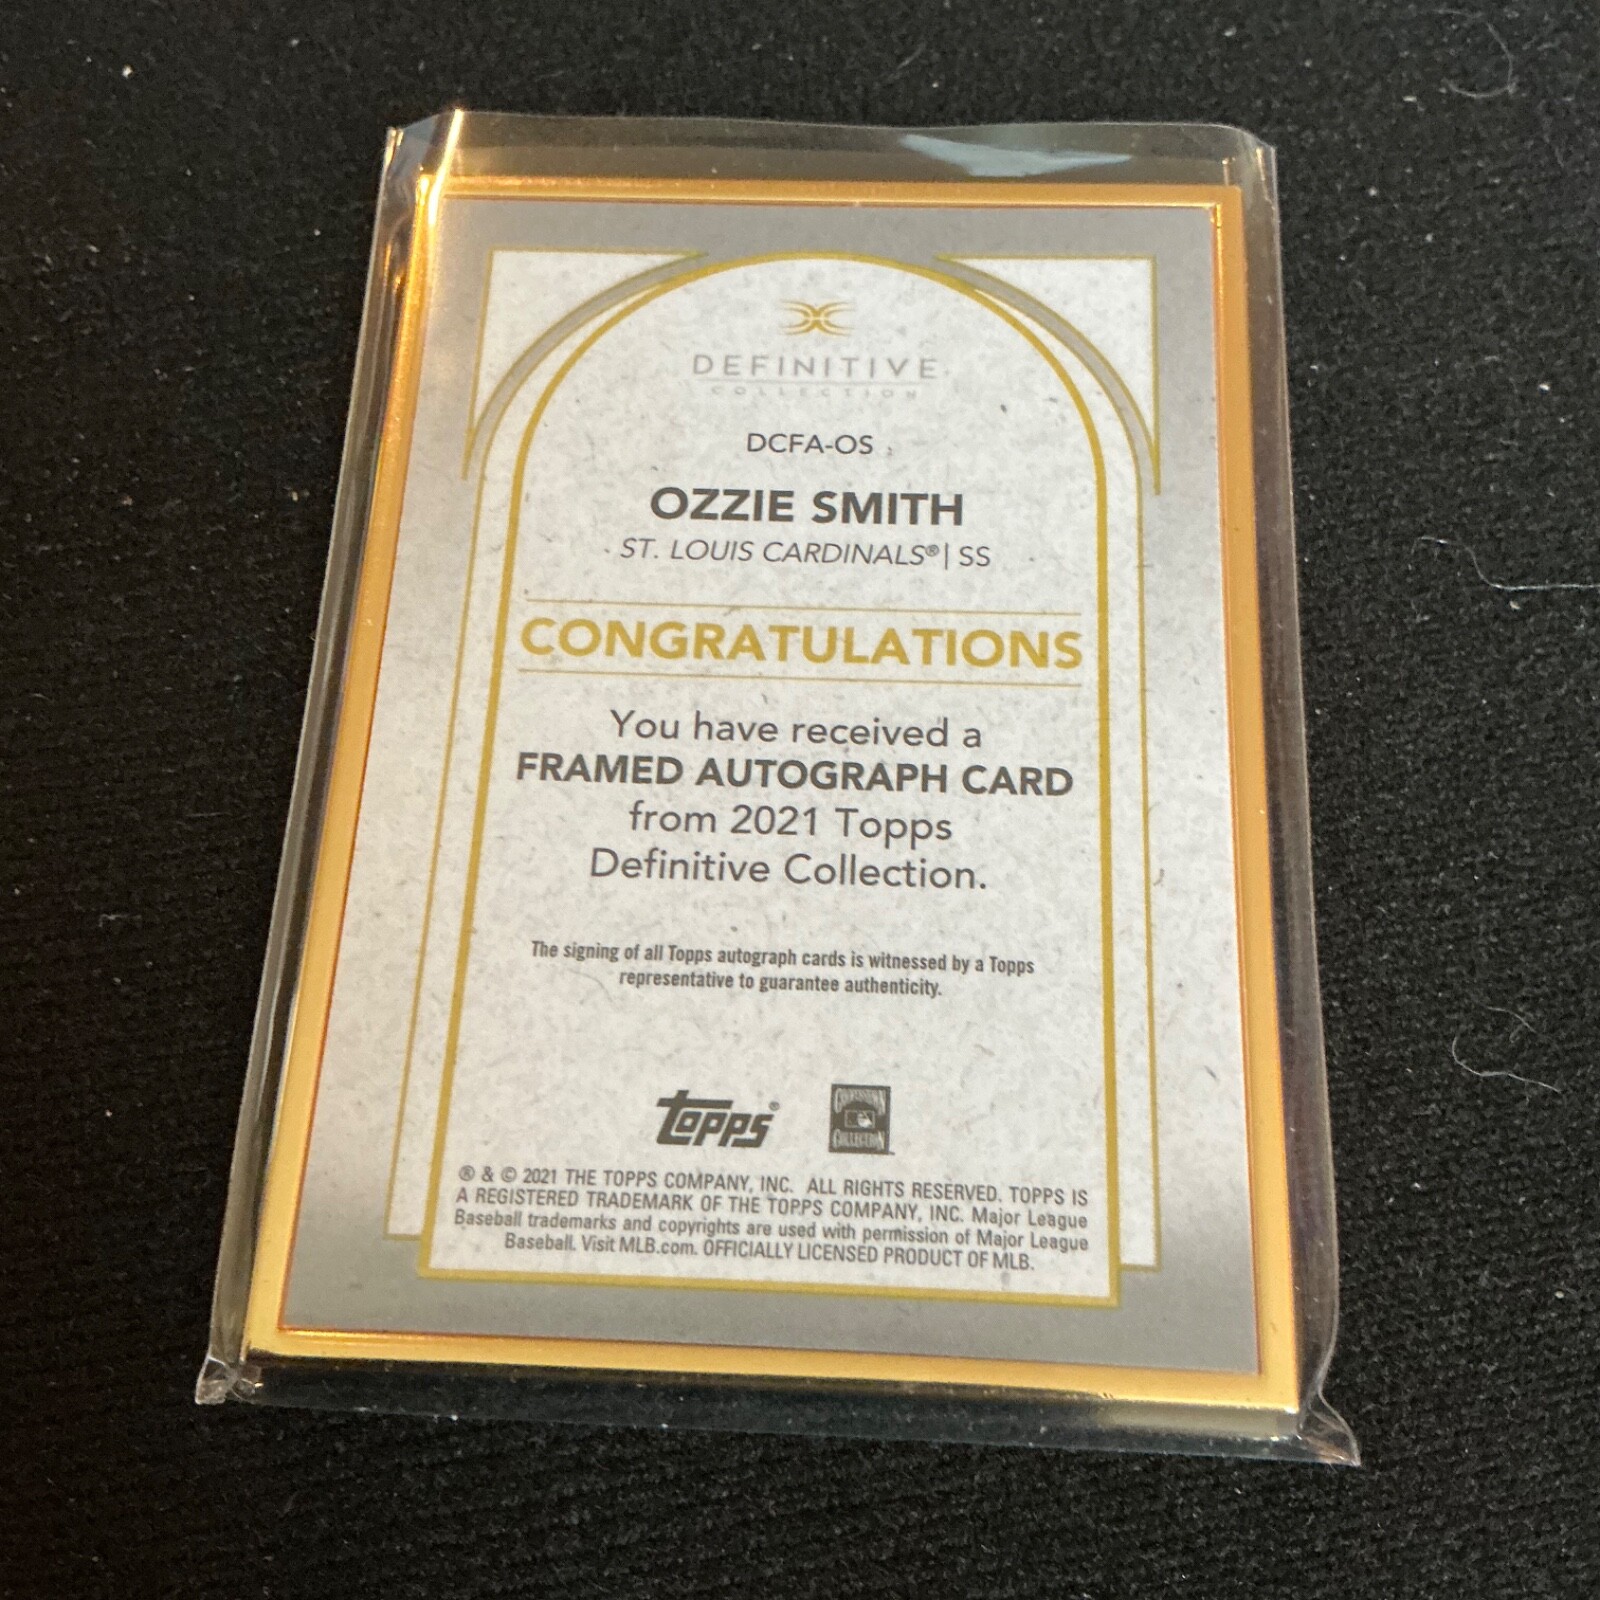 DEFINITIVE
COLLECTION
DCFA-OS
OZZIE SMITH
ST. LOUIS CARDINALS® | SS
CONGRATULATIONS
You have received a
FRAMED AUTOGRAPH CARD
from 2021 Topps
Definitive Collection.
The signing of all Topps autograph cards is witnessed by a Topps
representative to guarantee authenticity.
topps®
COOPERSTOWN
COLLECTION
® & © 2021 THE TOPPS COMPANY, INC. ALL RIGHTS RESERVED. TOPPS IS
A REGISTERED TRADEMARK OF THE TOPPS COMPANY, INC. Major League
Baseball trademarks and copyrights are used with permission of Major League
Baseball. Visit MLB.com. OFFICIALLY LICENSED PRODUCT OF MLB.